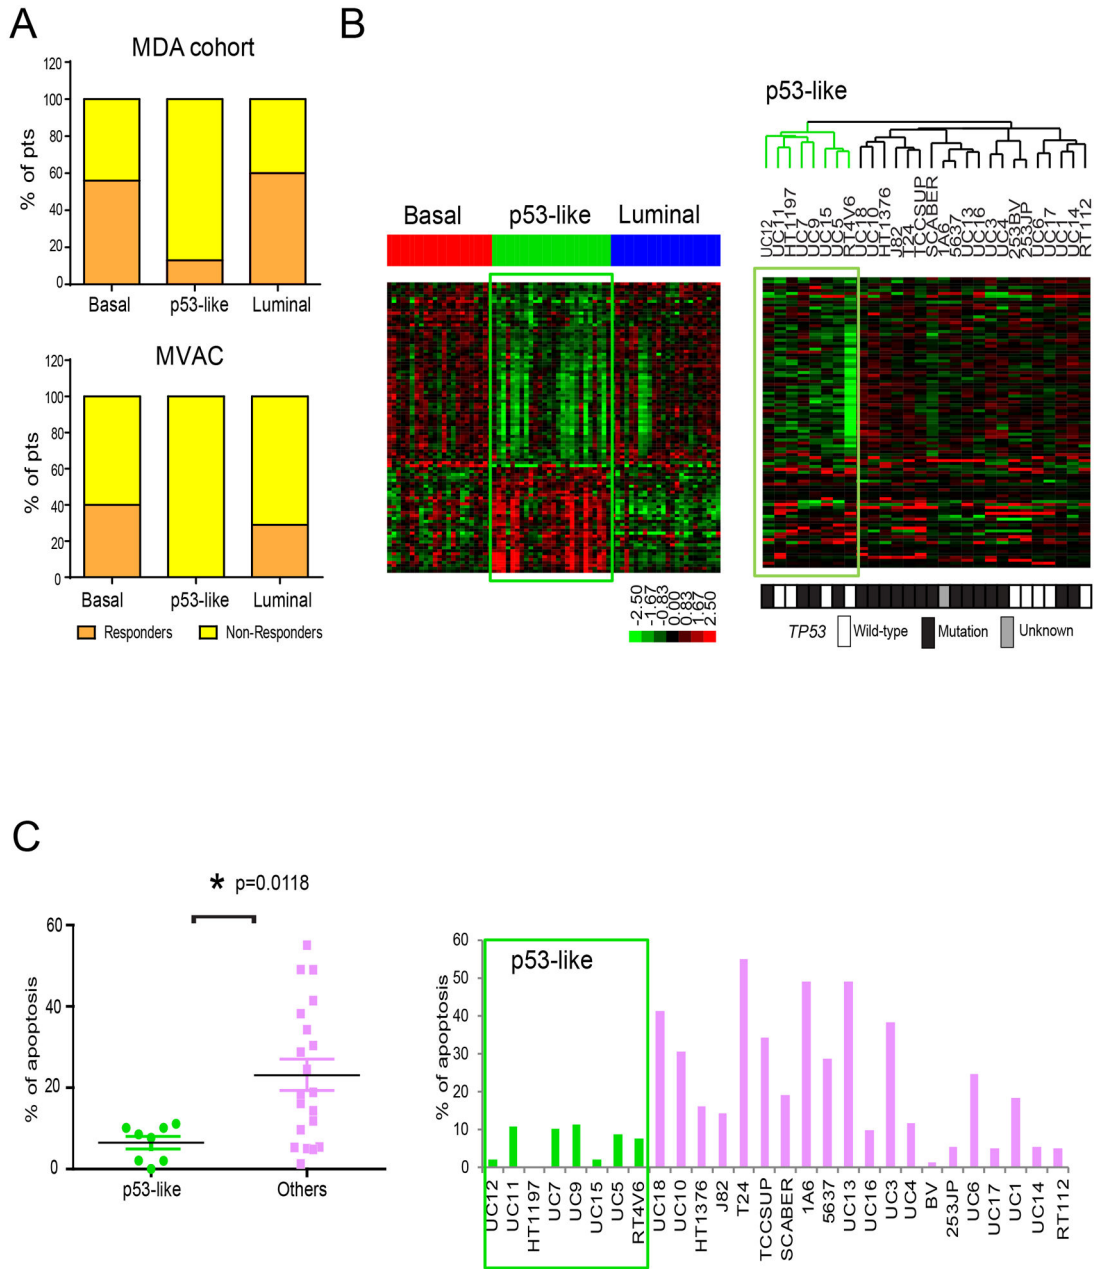 A
MDA cohort
% of pts
120
100
80
60
40
20
0
Basal
p53-like
Luminal
MVAC
% of pts
120
100
80
60
40
20
0
Basal
p53-like
Luminal
Responders
Non-Responders
B
Basal
p53-like
Luminal
-2.50
-1.67
-0.83
0.00
0.83
1.67
2.50
p53-like
UC12
UC11
HT1197
UC7
UC9
UC15
UC5
RT4V6
UC18
UC10
HT1376
J82
T24
TCCSUP
SCABER
1A6
5637
UC13
UC16
UC3
UC4
253BV
253JP
UC6
UC17
UC1
UC14
RT112
TP53
Wild-type
Mutation
Unknown
C
* p=0.0118
% of apoptosis
60
40
20
0
p53-like
Others
% of apoptosis
60
50
40
30
20
10
0
p53-like
UC12
UC11
HT1197
UC7
UC9
UC15
UC5
RT4V6
UC18
UC10
HT1376
J82
T24
TCCSUP
SCABER
1A6
5637
UC13
UC16
UC3
UC4
BV
253JP
UC6
UC17
UC1
UC14
RT112